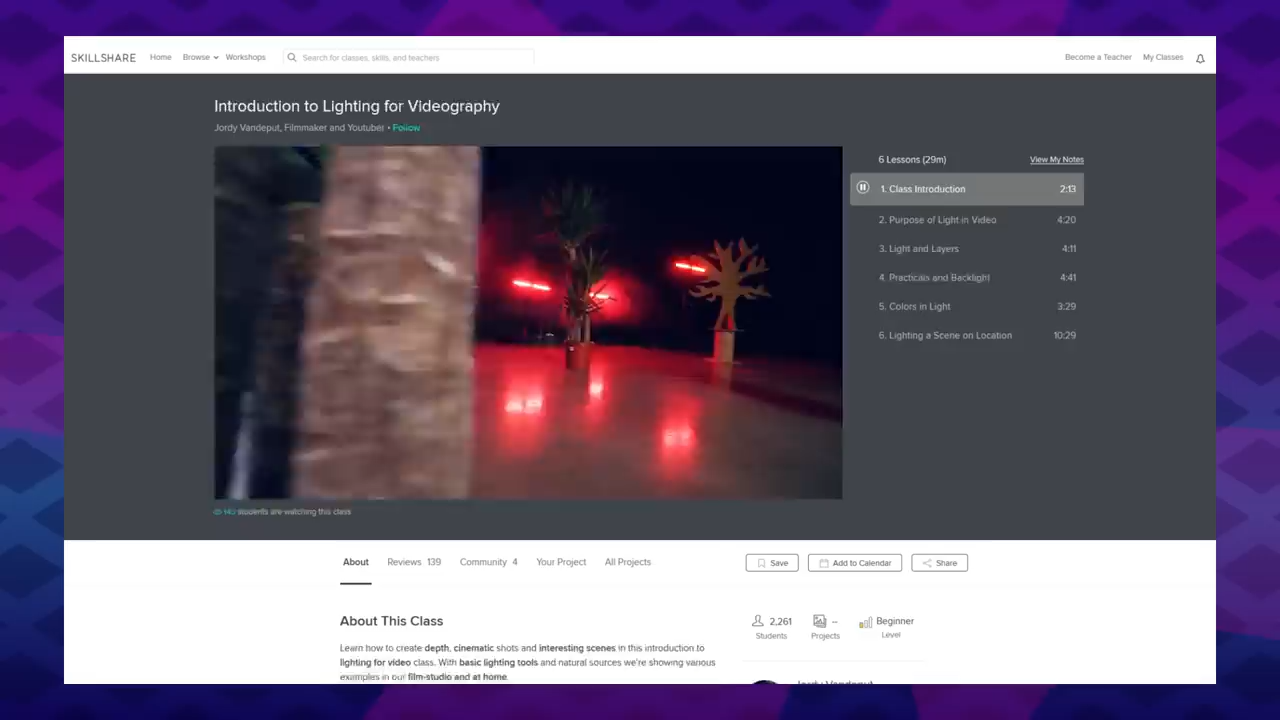 SKILLSHARE Home Browse Workshops Search for classes, skills, and teachers Become a Teacher My Classes
Introduction to Lighting for Videography
Jordy Vandeput, Filmmaker and Youtuber • Follow
6 Lessons (29m) View My Notes
1. Class Introduction 2:13
2. Purpose of Light in Video 4:20
3. Light and Layers 4:11
4. Practicals and Backlight 4:41
5. Colors in Light 3:29
6. Lighting a Scene on Location 10:29
students are watching this class
About Reviews 139 Community 4 Your Project All Projects Save Add to Calendar Share
About This Class
2,261 -- Beginner
Students Projects Level
Learn how to create depth, cinematic shots and interesting scenes in this introduction to
lighting for video class. With basic lighting tools and natural sources we're showing various
examples in our film-studio and at home.
Jordy Vandeput